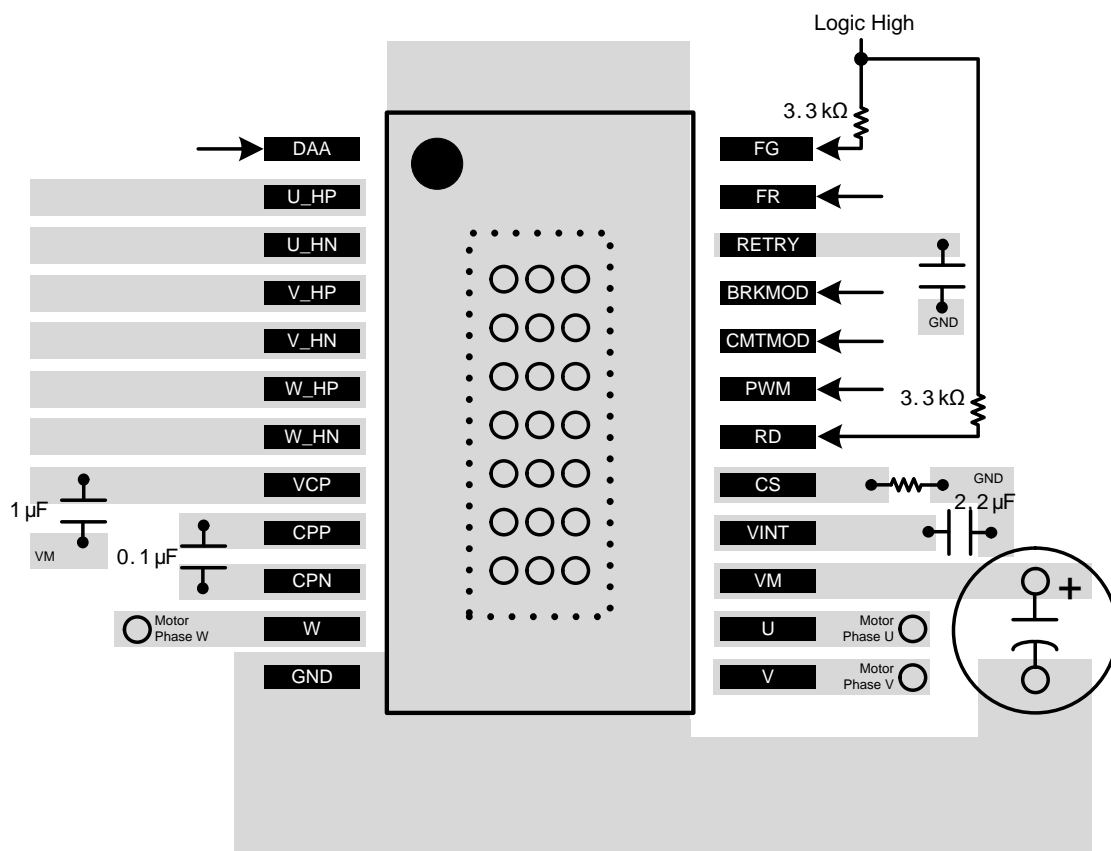 Logic High
3.3 kΩ
DAA
FG
U_HP
FR
U_HN
RETRY
V_HP
BRKMOD
GND
V_HN
CMTMOD
W_HP
PWM
3.3 kΩ
W_HN
RD
VCP
CS
GND
1 µF
2.2 µF
CPP
VINT
VM
0.1 µF
CPN
VM
+
Motor
Phase W
W
U
Motor
Phase U
GND
V
Motor
Phase V